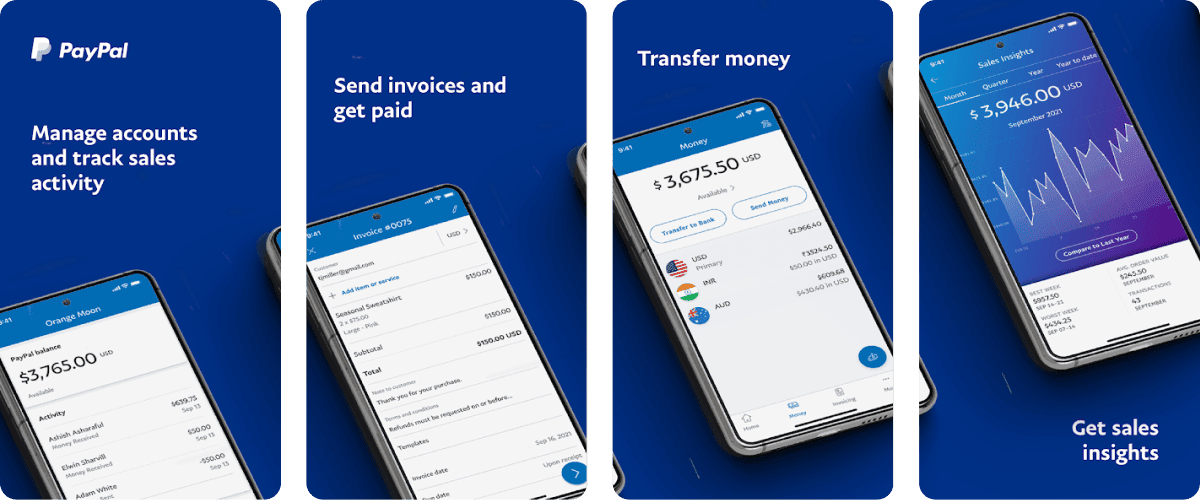 PayPal
Manage accounts
and track sales
activity
9:41
Orange Moon
PayPal balance
$3,765.00 USD
Available
Activity
Ashish Asharaful
Money Received
$639.75
Sep 13
Elwin Sharvill
Money Received
$50.00
Sep 13
Adam White
-$50.00
Sep 13
Send invoices and
get paid
9:41
Invoice #0075
Customer
tjmiller@gmail.com
USD
Add item or service
Seasonal Sweatshirt
$150.00
2 x $75.00
Large - Pink
Subtotal
$150.00
Total
$150.00 USD
Note to customer
Thank you for your purchase.
Terms and conditions
Refunds must be requested on or before...
Templates
Invoice date
Sep 16, 2021
Due date
Upon receipt
Transfer money
9:41
Money
$ 3,675.50 USD
Available
Transfer to Bank
Send Money
USD
$2,966.40
Primary
INR
₹3524.50
$50.00 in USD
AUD
$609.68
$430.40 in USD
Home
Money
Invoicing
9:41
Sales Insights
Month
Quarter
Year
Year to date
$ 3,946.00 USD
September 2021
Compare to Last Year
BEST WEEK
$957.50
SEP 14-21
AVG. ORDER VALUE
$243.50
SEPTEMBER
WORST WEEK
$434.25
SEP 07-14
TRANSACTIONS
43
SEPTEMBER
Get sales
insights